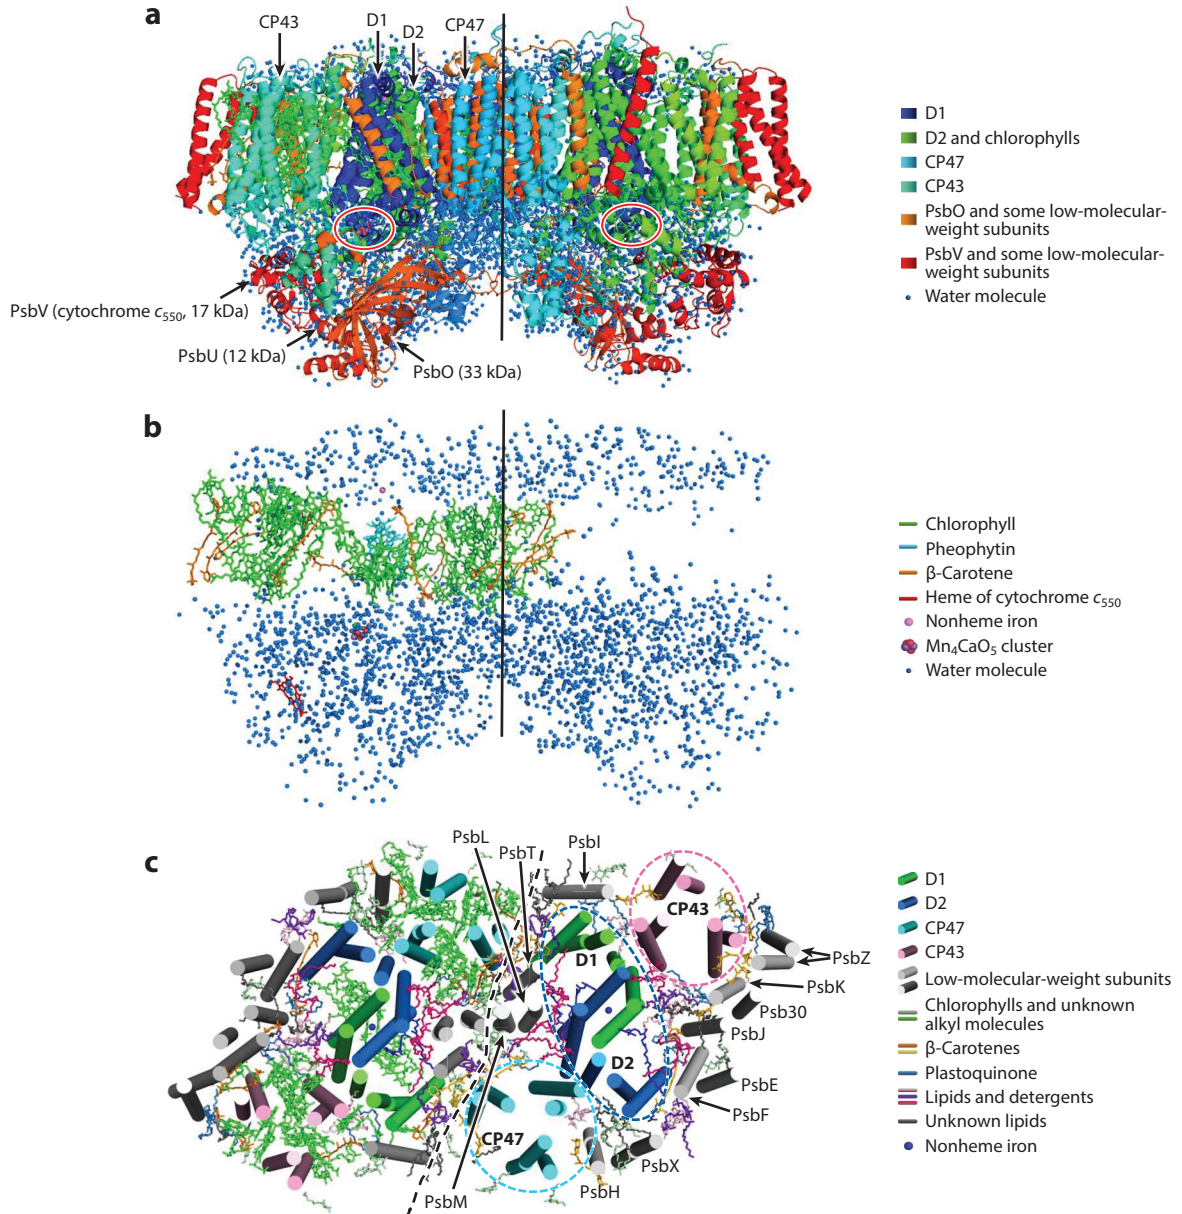 a
CP43
D1
D2
CP47
PsbV (cytochrome c₅₅₀, 17 kDa)
PsbU (12 kDa)
PsbO (33 kDa)
D1
D2 and chlorophylls
CP47
CP43
PsbO and some low-molecular-
weight subunits
PsbV and some low-molecular-
weight subunits
Water molecule
b
Chlorophyll
Pheophytin
β-Carotene
Heme of cytochrome c₅₅₀
Nonheme iron
Mn₄CaO₅ cluster
Water molecule
c
PsbL
PsbT
PsbI
CP43
D1
PsbZ
PsbK
Psb30
PsbJ
D2
PsbE
PsbF
CP47
PsbX
PsbH
PsbM
D1
D2
CP47
CP43
Low-molecular-weight subunits
Chlorophylls and unknown
alkyl molecules
β-Carotenes
Plastoquinone
Lipids and detergents
Unknown lipids
Nonheme iron